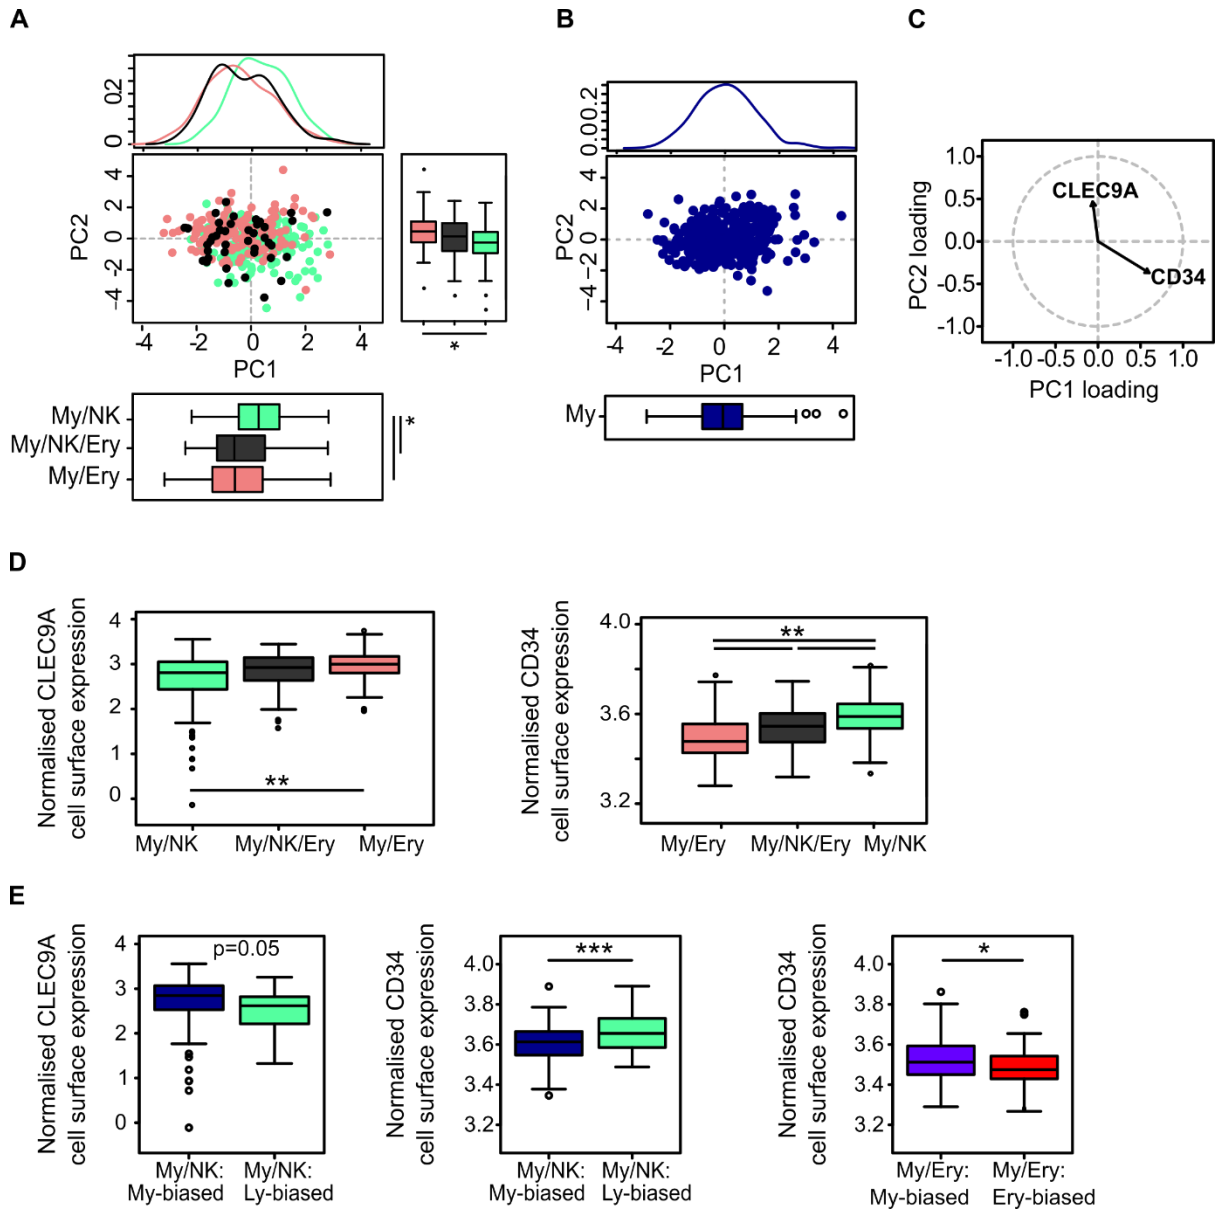 A
B
C
0.2
0
PC2
4
2
0
-2
-4
-4 -2 0 2 4
PC1
*
My/NK
My/NK/Ery
My/Ery
*
0.2
0.0
PC2
4
2
0
-2
-4
-4 -2 0 2 4
PC1
My
PC2 loading
1.0
0.5
0.0
-0.5
-1.0
CLEC9A
CD34
-1.0 -0.5 0.0 0.5 1.0
PC1 loading
D
Normalised CLEC9A
cell surface expression
4
3
2
1
0
**
My/NK My/NK/Ery My/Ery
Normalised CD34
cell surface expression
4.0
3.6
3.2
**
My/Ery My/NK/Ery My/NK
E
Normalised CLEC9A
cell surface expression
4
3
2
1
0
p=0.05
My/NK: My/NK:
My-biased Ly-biased
Normalised CD34
cell surface expression
4.0
3.8
3.6
3.4
3.2
***
My/NK: My/NK:
My-biased Ly-biased
Normalised CD34
cell surface expression
4.0
3.8
3.6
3.4
3.2
*
My/Ery: My/Ery:
My-biased Ery-biased